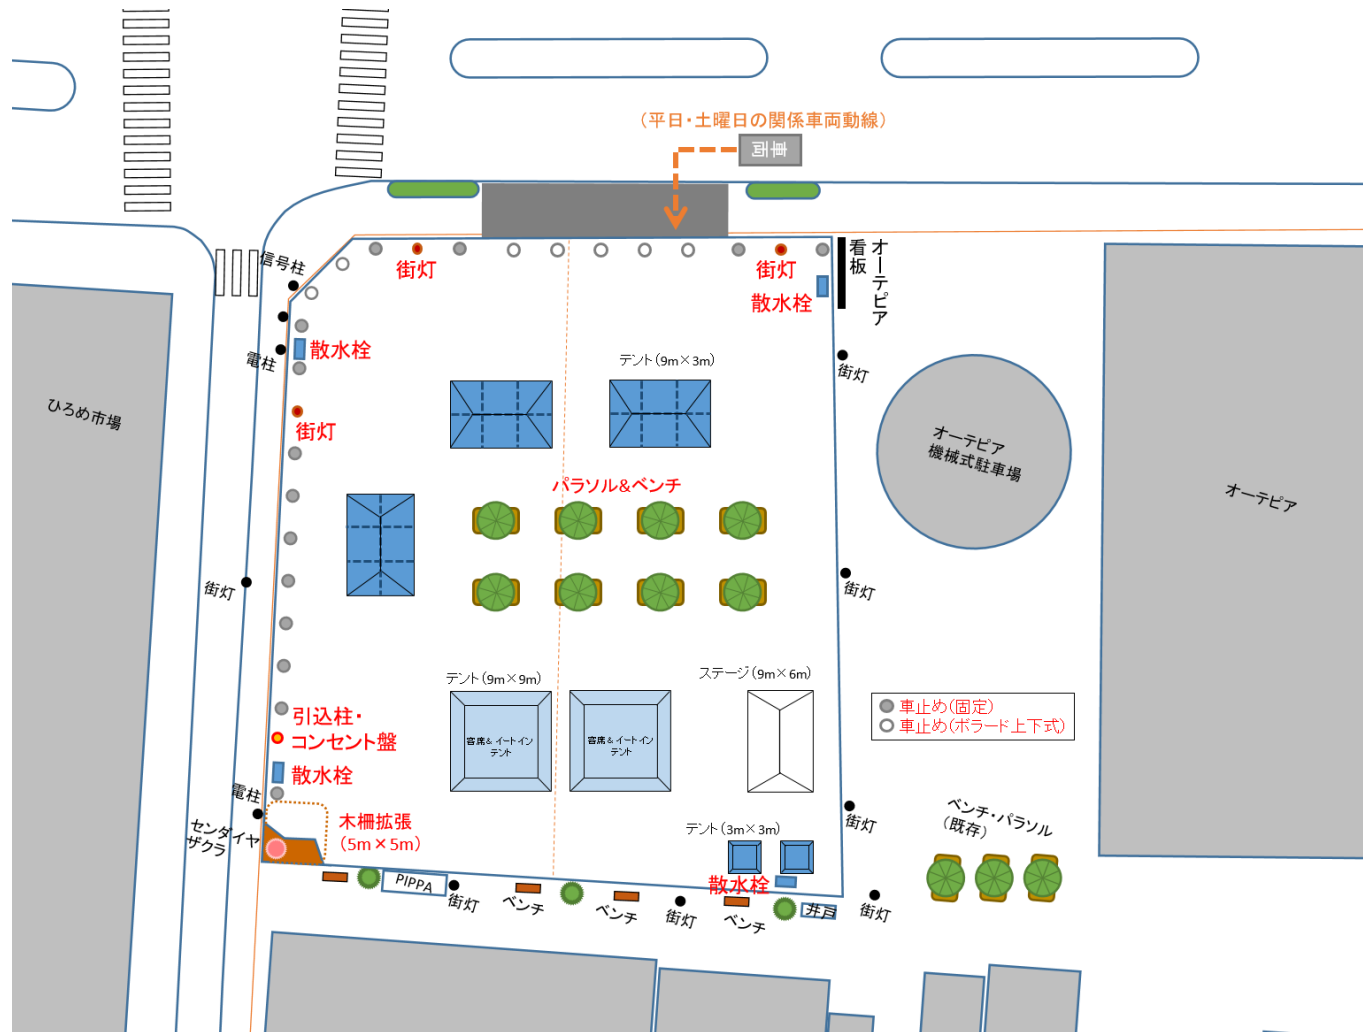 （平日・土曜日の関係車両動線）
車両
信号柱
街灯
街灯
オーテピア
看板
散水栓
電柱
散水栓
テント（9m×3m）
街灯
ひろめ市場
街灯
オーテピア
機械式駐車場
オーテピア
パラソル&ベンチ
街灯
街灯
テント（9m×9m）
ステージ（9m×6m）
車止め(固定)
車止め(ボラード上下式)
引込柱・
コンセント盤
客席& イートイン
テント
客席& イートイン
テント
散水栓
電柱
センダイヤ
ザクラ
木柵拡張
（5m×5m）
テント（3m×3m）
街灯
ベンチ・パラソル
（既存）
散水栓
PIPPA
街灯
ベンチ
ベンチ
街灯
ベンチ
井戸
街灯